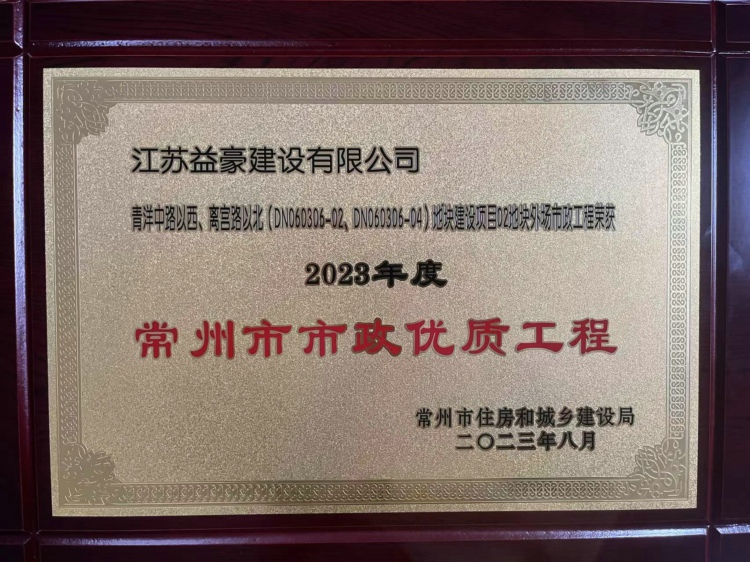 江苏益豪建设有限公司
青洋中路以西、离宫路以北(DN060306-02、DN060306-04)地块建设项目02地块外场市政工程荣获
2023年度
常州市市政优质工程
常州市住房和城乡建设局
二〇二三年八月